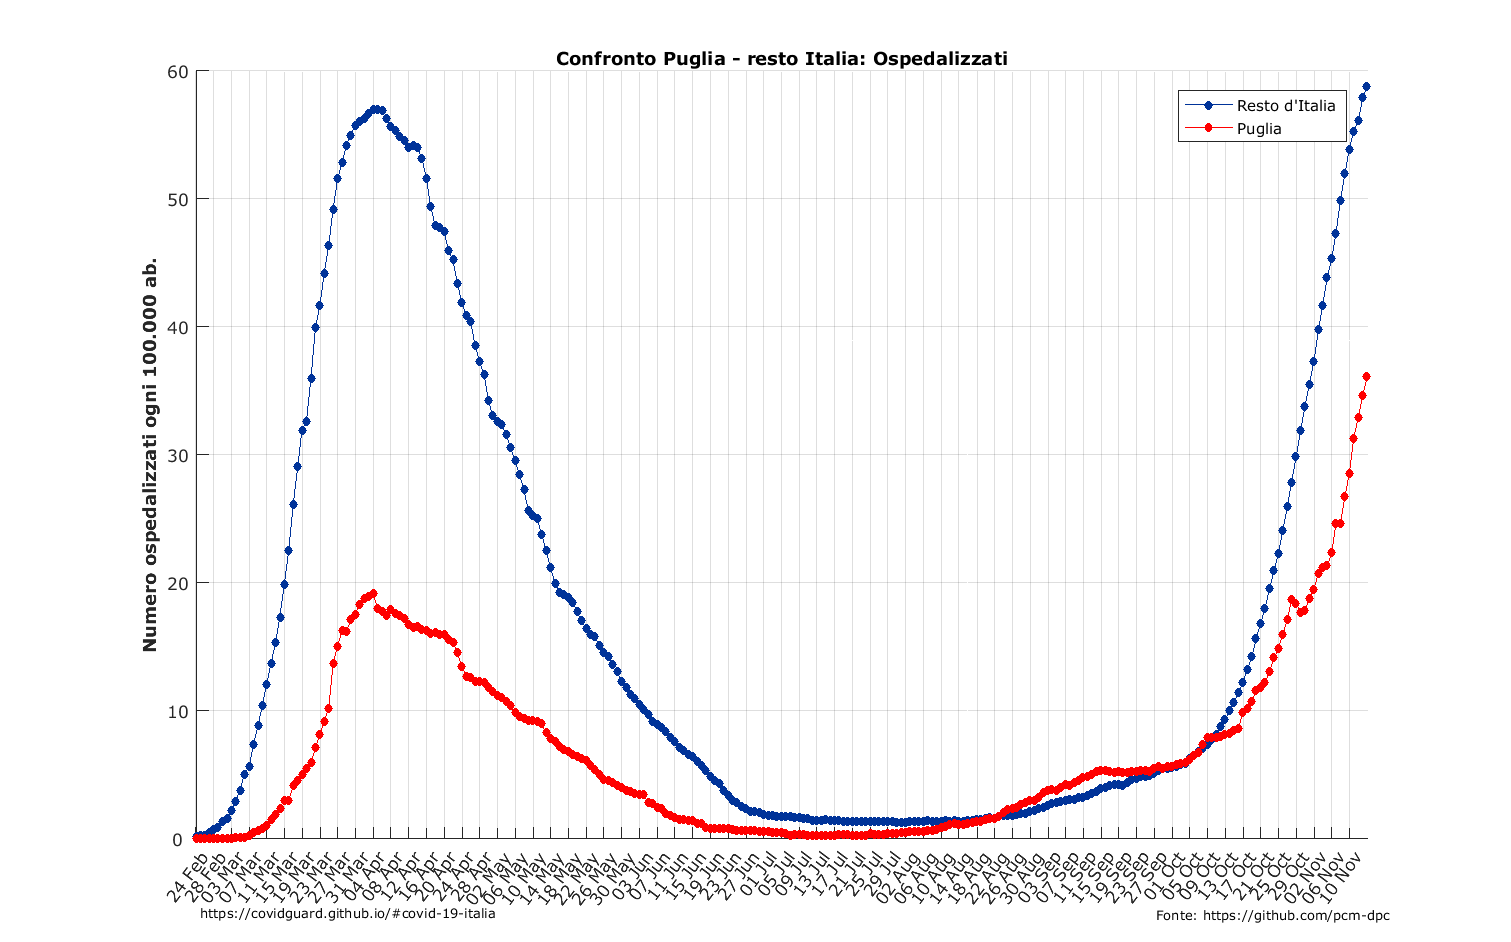 Confronto Puglia - resto Italia: Ospedalizzati
Resto d'Italia
Puglia
Numero ospedalizzati ogni 100.000 ab.
60
50
40
30
20
10
0
24 Feb
28 Feb
03 Mar
07 Mar
11 Mar
15 Mar
19 Mar
23 Mar
27 Mar
31 Mar
04 Apr
08 Apr
12 Apr
16 Apr
20 Apr
24 Apr
28 Apr
02 May
06 May
10 May
14 May
18 May
22 May
26 May
30 May
03 Jun
07 Jun
11 Jun
15 Jun
19 Jun
23 Jun
27 Jun
01 Jul
05 Jul
09 Jul
13 Jul
17 Jul
21 Jul
25 Jul
29 Jul
02 Aug
06 Aug
10 Aug
14 Aug
18 Aug
22 Aug
26 Aug
30 Aug
03 Sep
07 Sep
11 Sep
15 Sep
19 Sep
23 Sep
27 Sep
01 Oct
05 Oct
09 Oct
13 Oct
17 Oct
21 Oct
25 Oct
29 Oct
02 Nov
06 Nov
10 Nov
https://covidguard.github.io/#covid-19-italia
Fonte: https://github.com/pcm-dpc